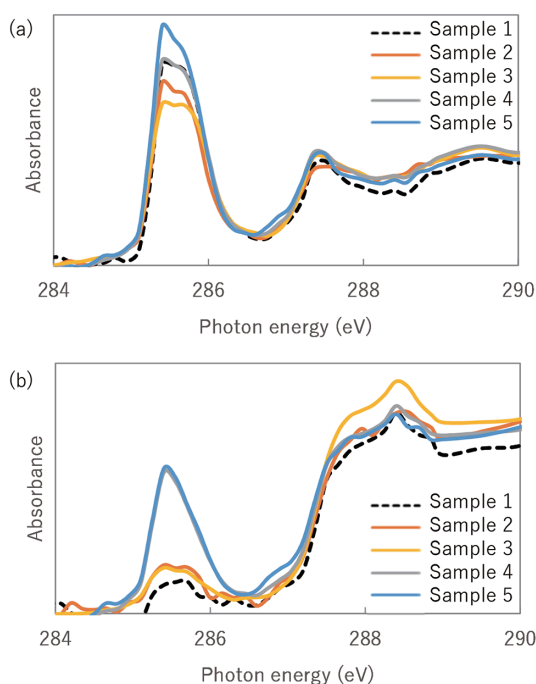 (a)
Sample 1
Sample 2
Sample 3
Sample 4
Sample 5
Absorbance
284 286 288 290
Photon energy (eV)
(b)
Sample 1
Sample 2
Sample 3
Sample 4
Sample 5
Absorbance
284 286 288 290
Photon energy (eV)